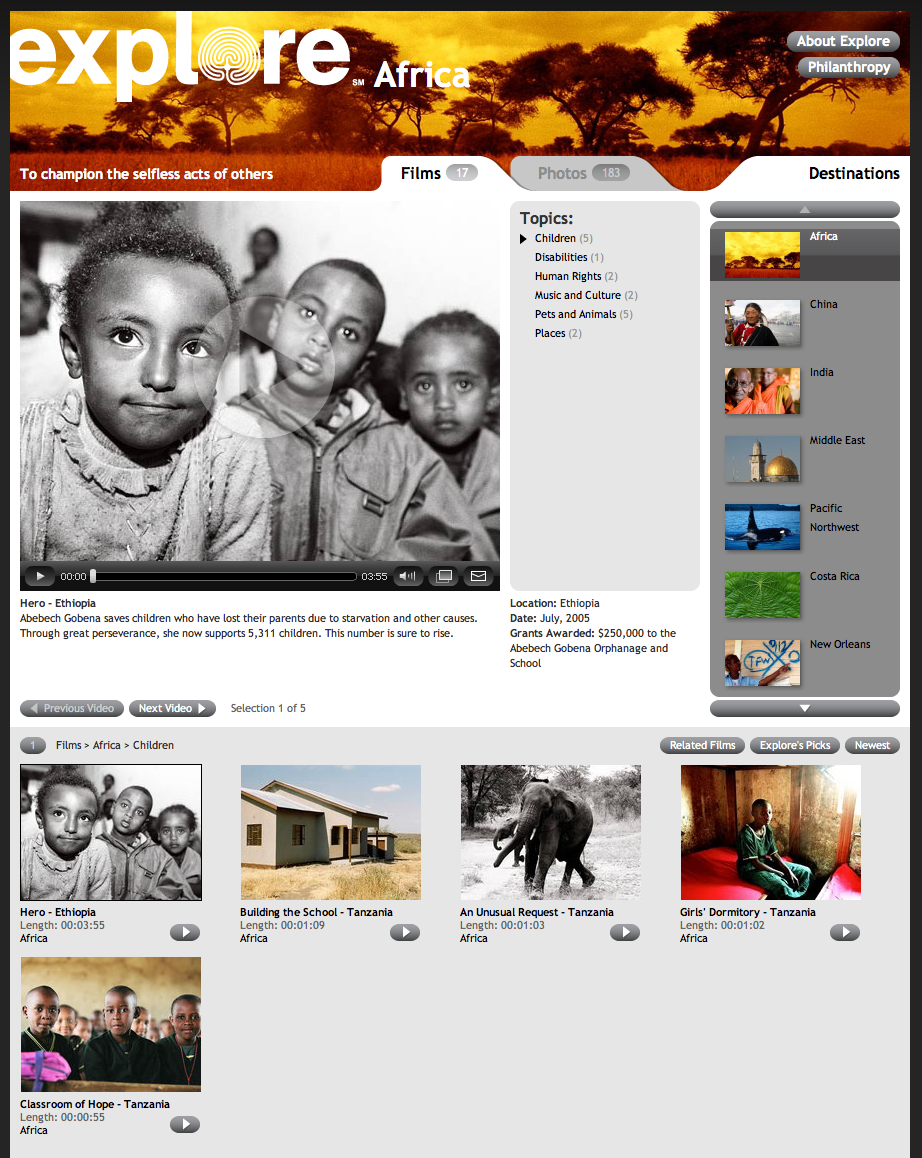 explore SM Africa
About Explore
Philanthropy
To champion the selfless acts of others
Films 17
Photos 183
Destinations
Topics:
Children (5)
Disabilities (1)
Human Rights (2)
Music and Culture (2)
Pets and Animals (5)
Places (2)
Africa
China
India
Middle East
Pacific
Northwest
Costa Rica
New Orleans
00:00
03:55
Hero - Ethiopia
Abebech Gobena saves children who have lost their parents due to starvation and other causes.
Through great perseverance, she now supports 5,311 children. This number is sure to rise.
Location: Ethiopia
Date: July, 2005
Grants Awarded: $250,000 to the
Abebech Gobena Orphanage and
School
Previous Video
Next Video
Selection 1 of 5
1
Films > Africa > Children
Related Films
Explore's Picks
Newest
Hero - Ethiopia
Length: 00:03:55
Africa
Building the School - Tanzania
Length: 00:01:09
Africa
An Unusual Request - Tanzania
Length: 00:01:03
Africa
Girls' Dormitory - Tanzania
Length: 00:01:02
Africa
Classroom of Hope - Tanzania
Length: 00:00:55
Africa